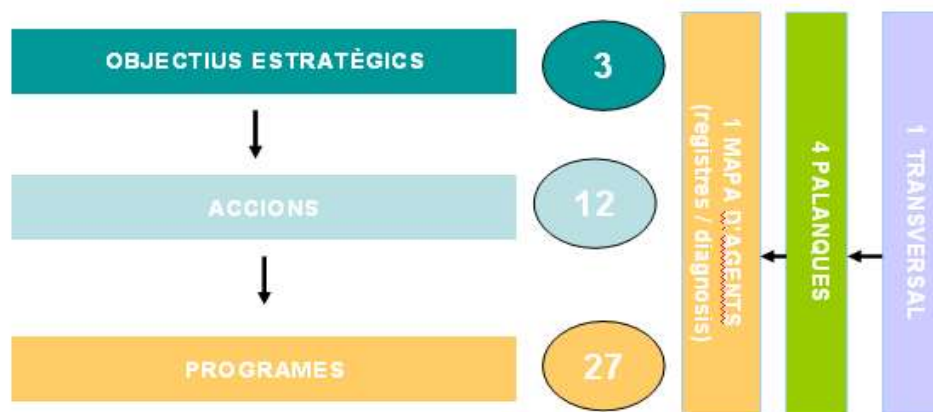 OBJECTIUS ESTRATÈGICS
3
ACCIONS
12
PROGRAMES
27
1 MAPA D'AGENTS
(registres / diagnosis)
4 PALANQUES
1 TRANSVERSAL